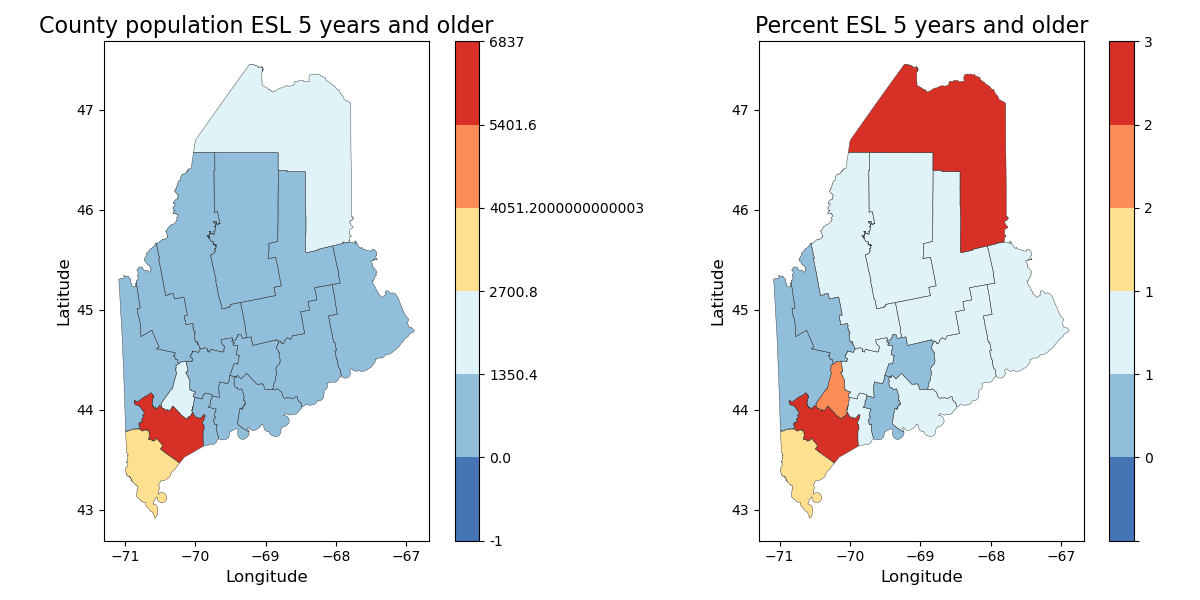 County population ESL 5 years and older
Latitude
47
46
45
44
43
−71 −70 −69 −68 −67
Longitude
6837
5401.6
4051.2000000000003
2700.8
1350.4
0.0
-1
Percent ESL 5 years and older
Latitude
47
46
45
44
43
−71 −70 −69 −68 −67
Longitude
3
2
2
1
1
0